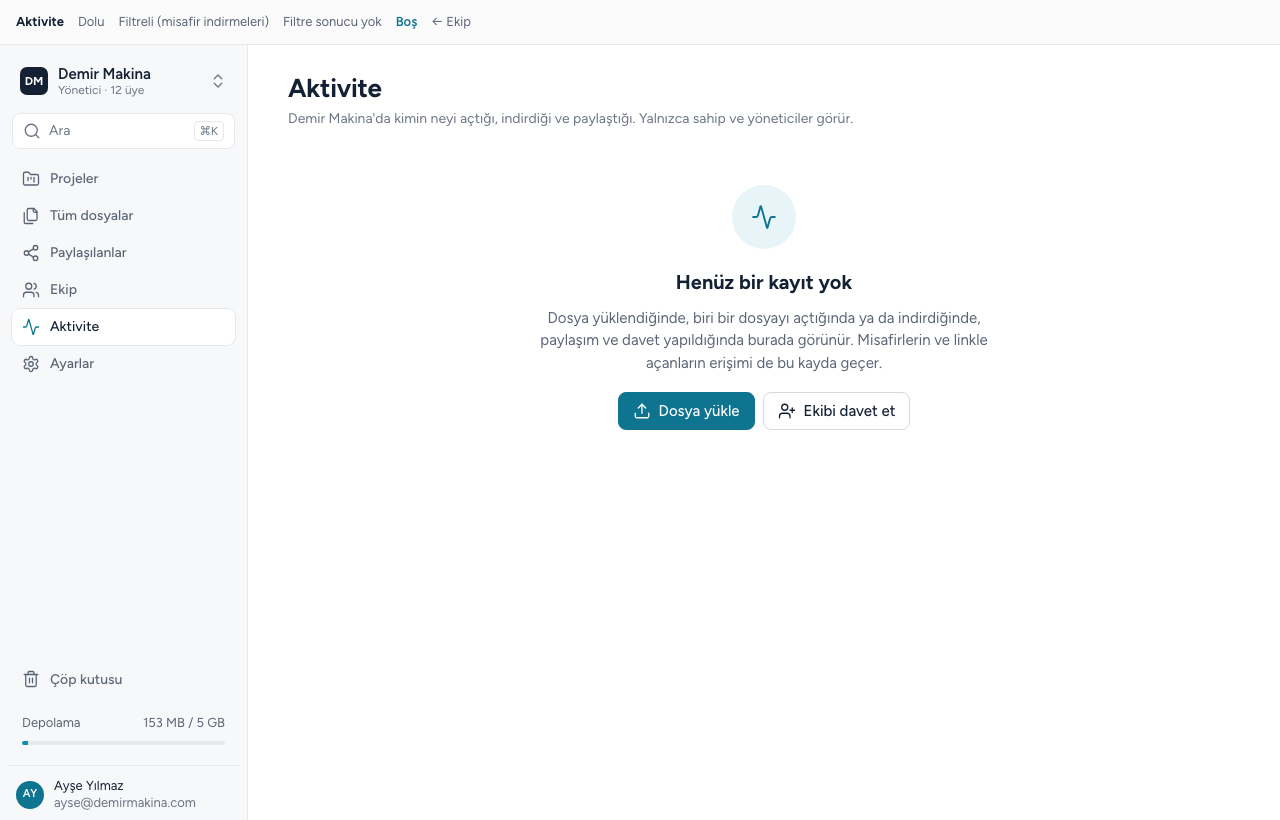 Aktivite Dolu Filtreli (misafir indirmeleri) Filtre sonucu yok Boş ← Ekip
DM Demir Makina
Yönetici · 12 üye
Ara ⌘K
Projeler
Tüm dosyalar
Paylaşılanlar
Ekip
Aktivite
Ayarlar
Çöp kutusu
Depolama 153 MB / 5 GB
AY Ayşe Yılmaz
ayse@demirmakina.com
Aktivite
Demir Makina'da kimin neyi açtığı, indirdiği ve paylaştığı. Yalnızca sahip ve yöneticiler görür.
Henüz bir kayıt yok
Dosya yüklendiğinde, biri bir dosyayı açtığında ya da indirdiğinde,
paylaşım ve davet yapıldığında burada görünür. Misafirlerin ve linkle
açanların erişimi de bu kayda geçer.
Dosya yükle Ekibi davet et